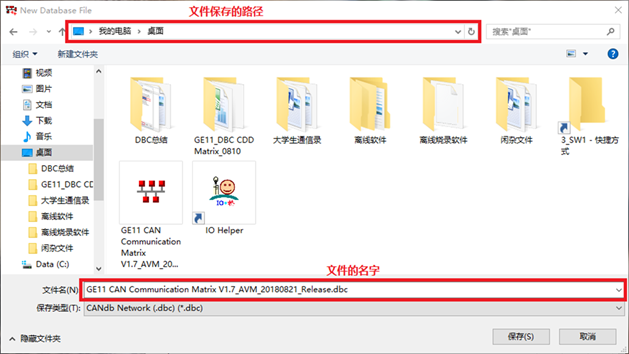 New Database File
文件保存的路径
我的电脑 › 桌面
搜索"桌面"
组织
新建文件夹
视频
图片
文档
下载
音乐
桌面
DBC总结
GE11_DBC CD
大学生通信录
离线软件
离线烧录软件
闲杂文件
Data (C:)
DBC总结
GE11_DBC CDD
Matrix_0810
大学生通信录
离线软件
离线烧录软件
闲杂文件
3_SW1 - 快捷方
式
GE11 CAN
Communication
Matrix
V1.7_AVM_20...
IO Helper
文件的名字
文件名(N):
GE11 CAN Communication Matrix V1.7_AVM_20180821_Release.dbc
保存类型(T):
CANdb Network (.dbc) (*.dbc)
隐藏文件夹
保存(S)
取消